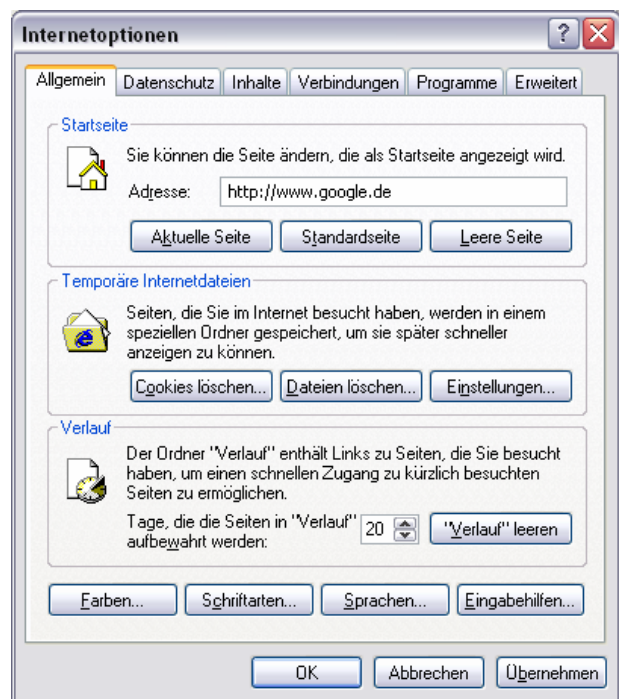 Internetoptionen
Allgemein Datenschutz Inhalte Verbindungen Programme Erweitert
Startseite
Sie können die Seite ändern, die als Startseite angezeigt wird.
Adresse: http://www.google.de
Aktuelle Seite Standardseite Leere Seite
Temporäre Internetdateien
Seiten, die Sie im Internet besucht haben, werden in einem
speziellen Ordner gespeichert, um sie später schneller
anzeigen zu können.
Cookies löschen... Dateien löschen... Einstellungen...
Verlauf
Der Ordner "Verlauf" enthält Links zu Seiten, die Sie besucht
haben, um einen schnellen Zugang zu kürzlich besuchten
Seiten zu ermöglichen.
Tage, die die Seiten in "Verlauf"
aufbewahrt werden: 20 "Verlauf" leeren
Farben... Schriftarten... Sprachen... Eingabehilfen...
OK Abbrechen Übernehmen